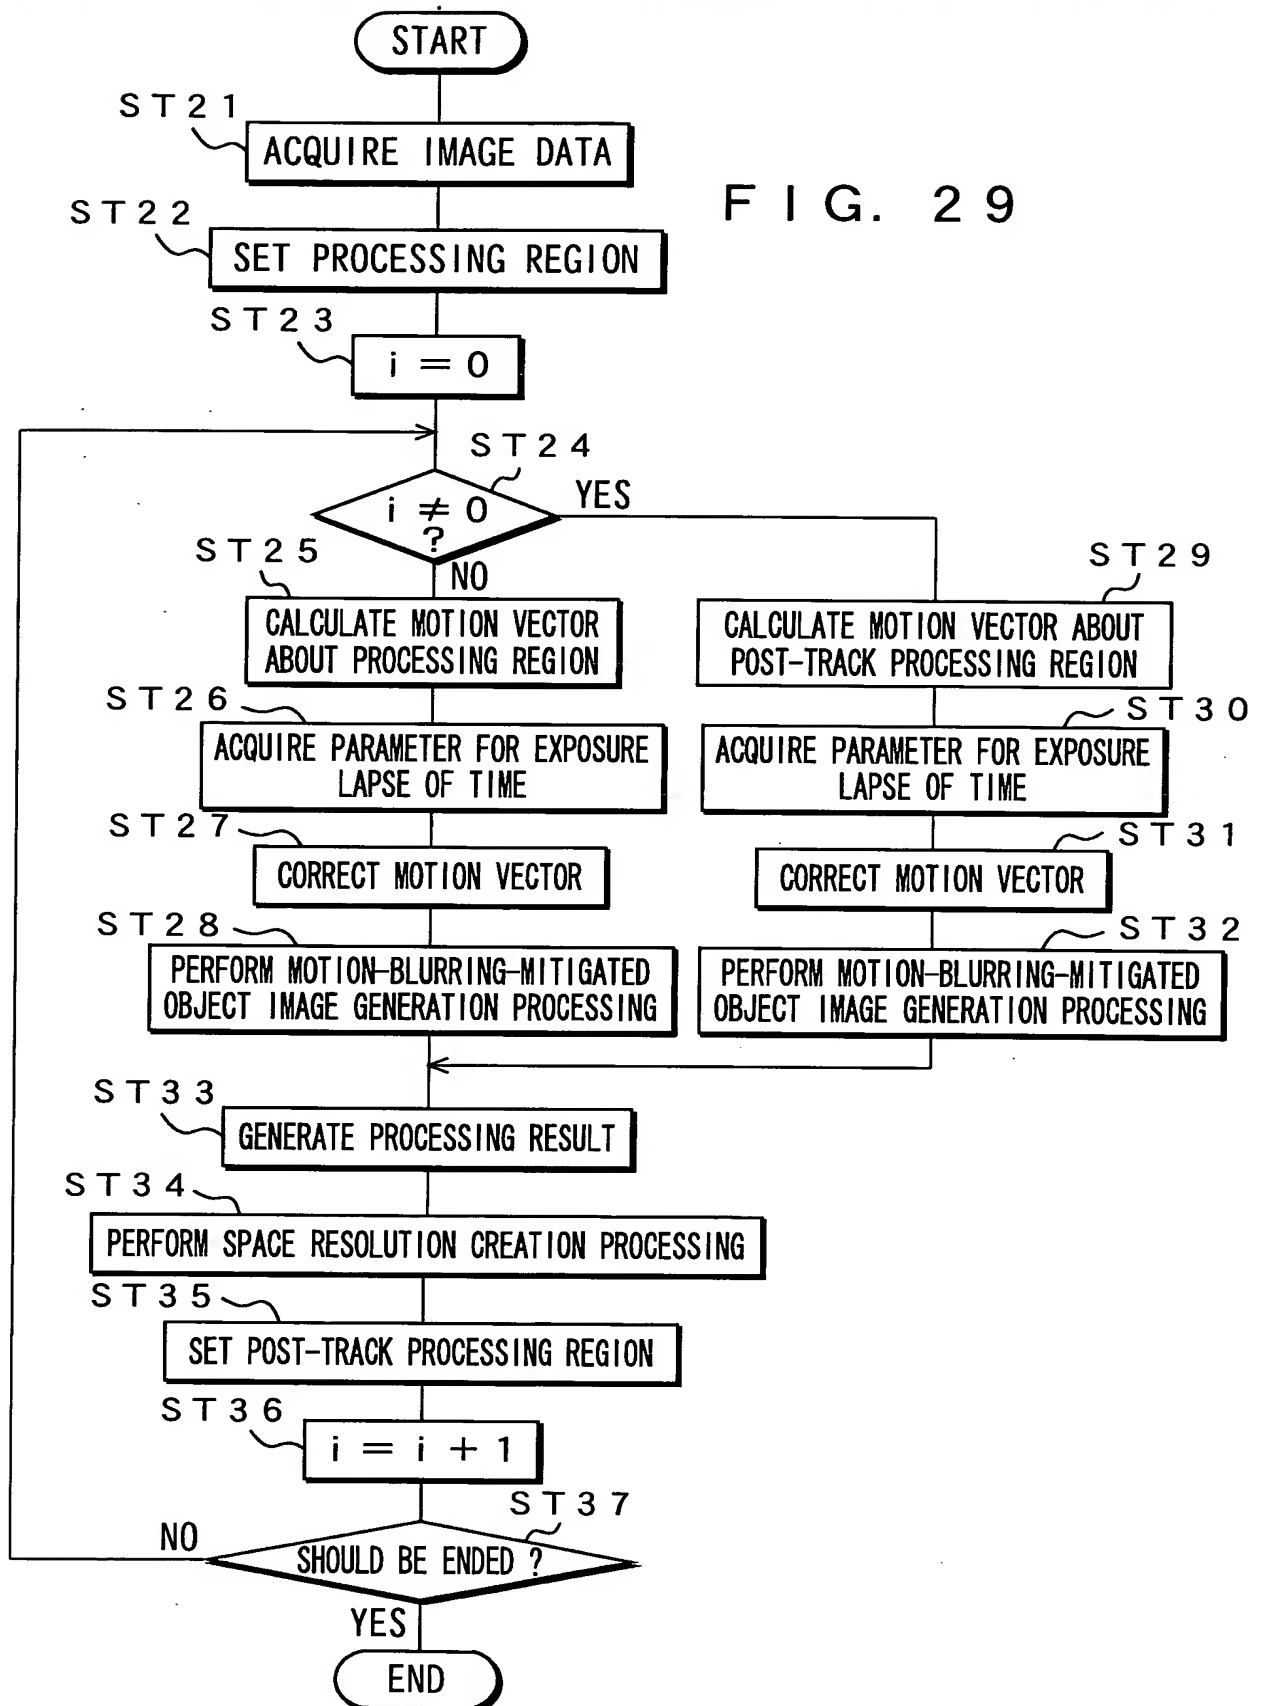 START
ST21
ACQUIRE IMAGE DATA
FIG. 29
ST22
SET PROCESSING REGION
ST23
i = 0
ST24
i ≠ 0
?
YES
NO
ST25
CALCULATE MOTION VECTOR
ABOUT PROCESSING REGION
ST26
ACQUIRE PARAMETER FOR EXPOSURE
LAPSE OF TIME
ST27
CORRECT MOTION VECTOR
ST28
PERFORM MOTION-BLURRING-MITIGATED
OBJECT IMAGE GENERATION PROCESSING
ST29
CALCULATE MOTION VECTOR ABOUT
POST-TRACK PROCESSING REGION
ST30
ACQUIRE PARAMETER FOR EXPOSURE
LAPSE OF TIME
ST31
CORRECT MOTION VECTOR
ST32
PERFORM MOTION-BLURRING-MITIGATED
OBJECT IMAGE GENERATION PROCESSING
ST33
GENERATE PROCESSING RESULT
ST34
PERFORM SPACE RESOLUTION CREATION PROCESSING
ST35
SET POST-TRACK PROCESSING REGION
ST36
i = i + 1
ST37
SHOULD BE ENDED ?
NO
YES
END